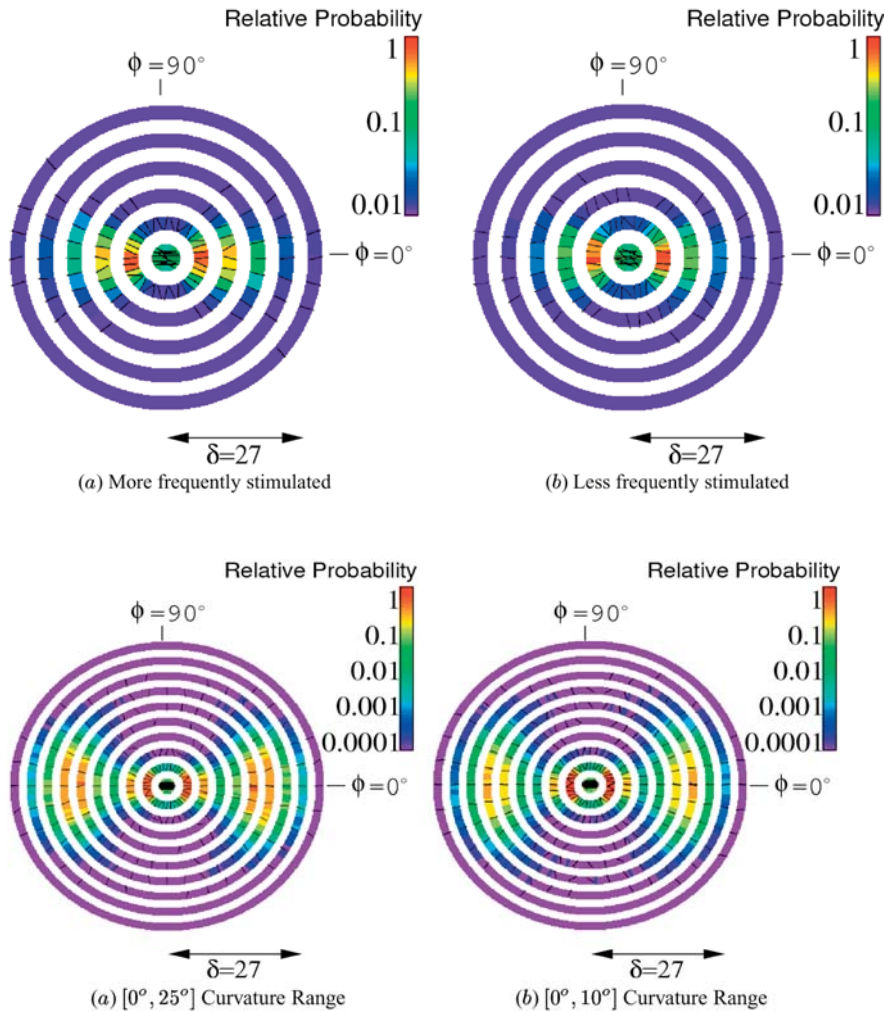 Relative Probability
ϕ=90°
1
0.1
0.01
ϕ=0°
δ=27
(a) More frequently stimulated
Relative Probability
ϕ=90°
1
0.1
0.01
ϕ=0°
δ=27
(b) Less frequently stimulated
Relative Probability
ϕ=90°
1
0.1
0.01
0.001
0.0001
ϕ=0°
δ=27
(a) [0°, 25°] Curvature Range
Relative Probability
ϕ=90°
1
0.1
0.01
0.001
0.0001
ϕ=0°
δ=27
(b) [0°, 10°] Curvature Range